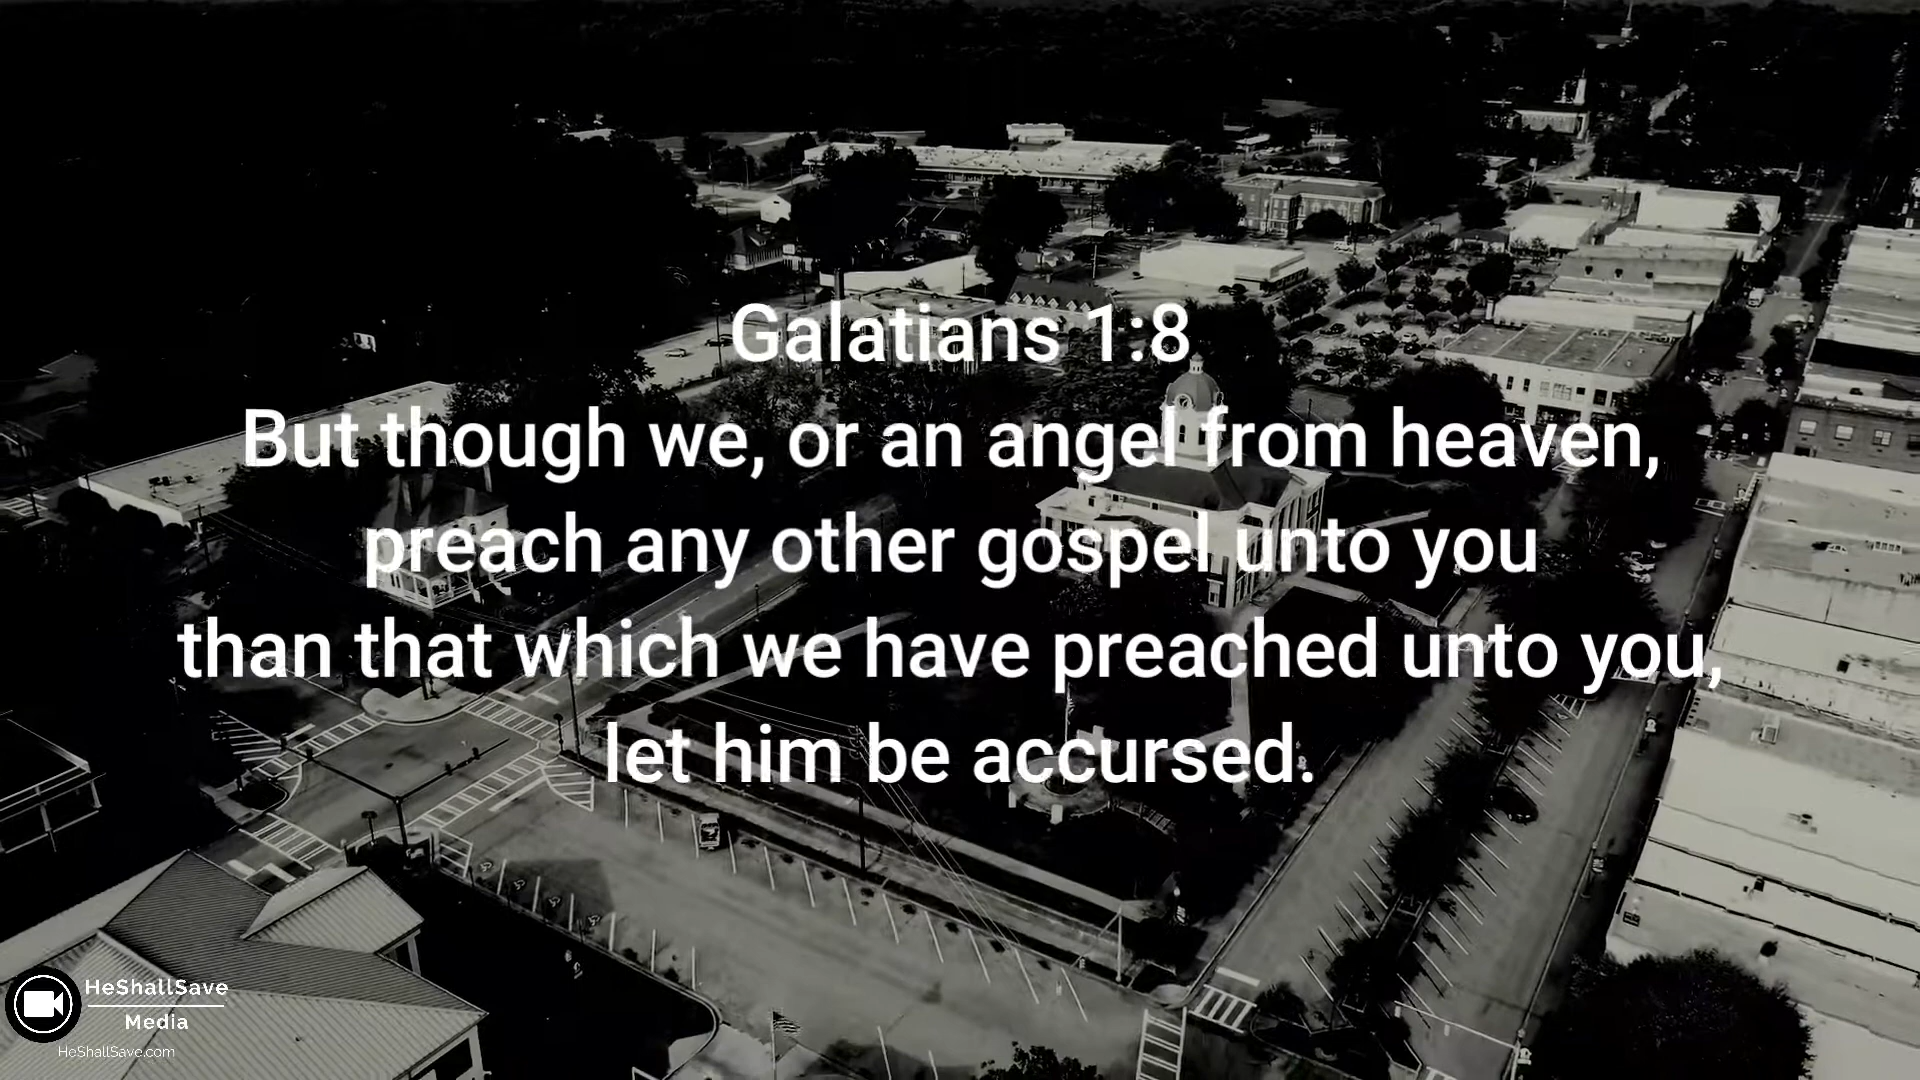 Galatians 1:8
But though we, or an angel from heaven,
preach any other gospel unto you
than that which we have preached unto you,
let him be accursed.
HeShallSave
Media
HeShallSave.com